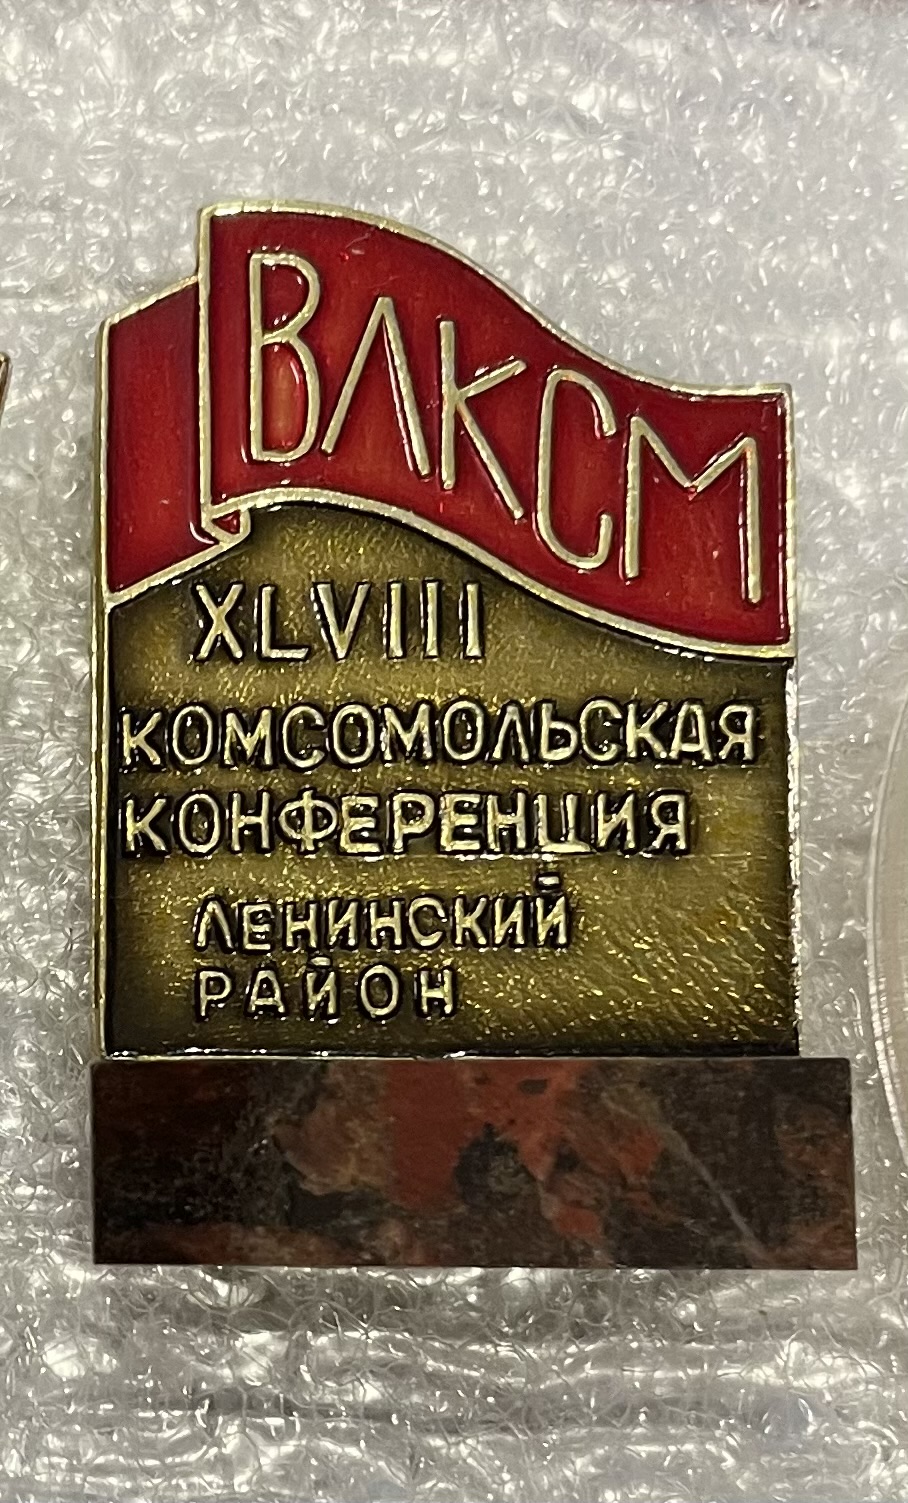 ВЛКСМ
XLVIII
КОМСОМОЛЬСКАЯ
КОНФЕРЕНЦИЯ
ЛЕНИНСКИЙ
РАЙОН